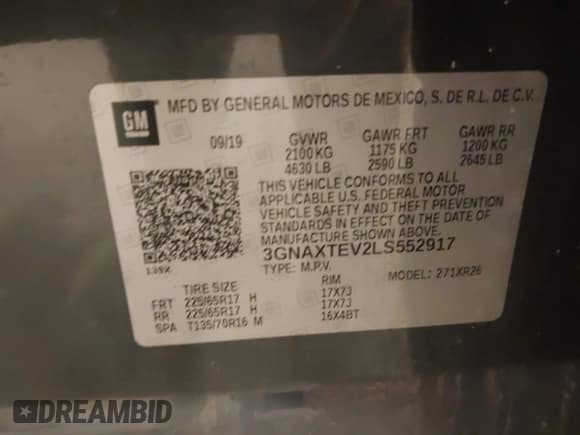 GM
MFD BY GENERAL MOTORS DE MEXICO, S. DE R.L. DE C.V.
09/19 GVWR GAWR FRT GAWR RR
2100 KG 1175 KG 1200 KG
4630 LB 2590 LB 2645 LB
THIS VEHICLE CONFORMS TO ALL
APPLICABLE U.S. FEDERAL MOTOR
VEHICLE SAFETY AND THEFT PREVENTION
STANDARDS IN EFFECT ON THE DATE OF
MANUFACTURE SHOWN ABOVE.
3GNAXTEV2LS552917
139X TYPE: M.P.V. MODEL: 271XR26
TIRE SIZE RIM
FRT 225/65R17 H 17X7J
RR 225/65R17 H 17X7J
SPA T135/70R16 M 16X4BT
DREAMBID